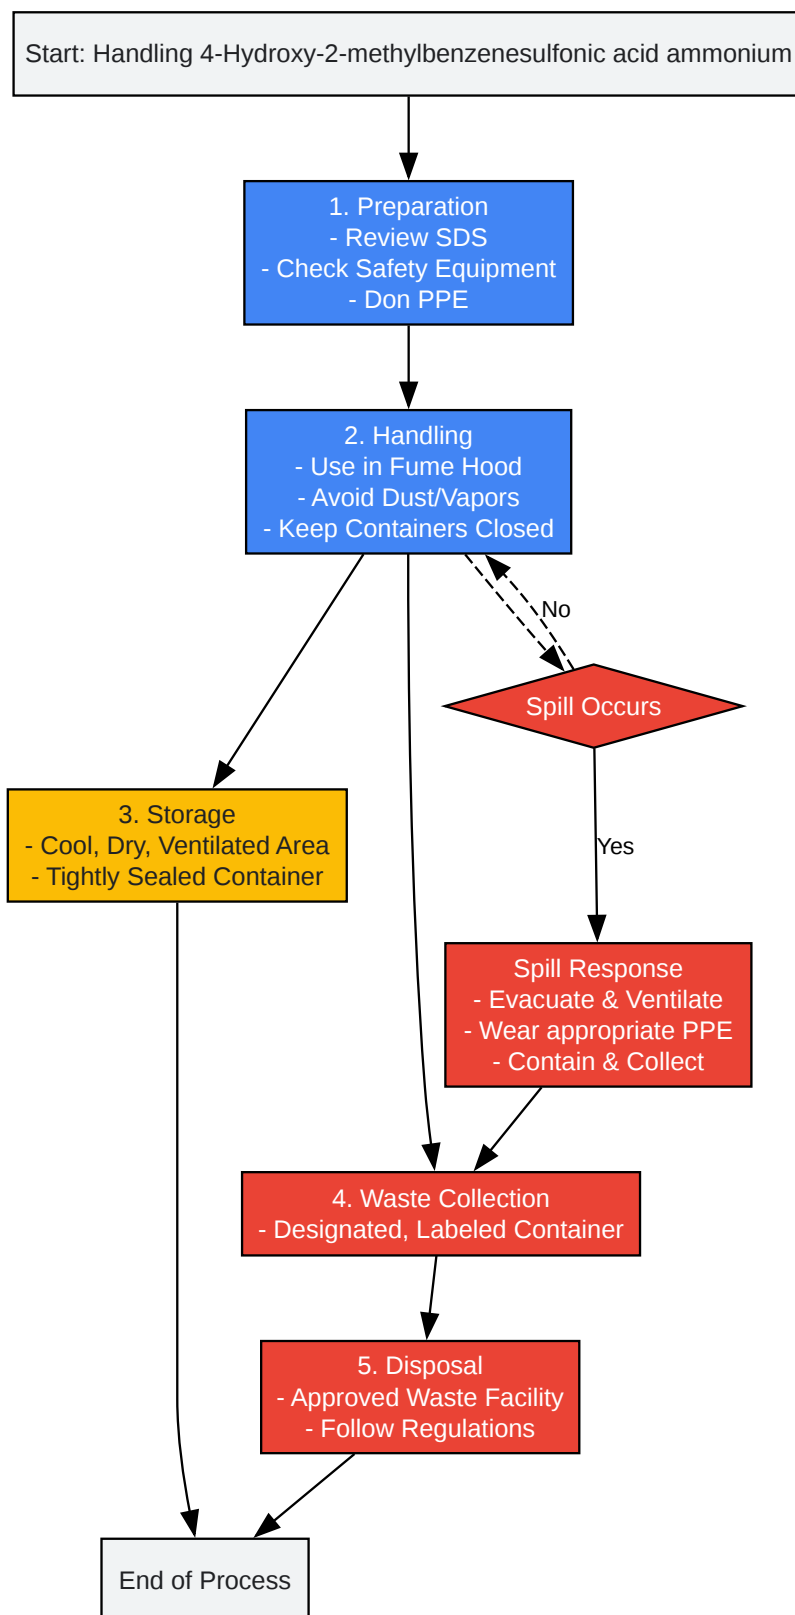 Start: Handling 4-Hydroxy-2-methylbenzenesulfonic acid ammonium
1. Preparation
- Review SDS
- Check Safety Equipment
- Don PPE
2. Handling
- Use in Fume Hood
- Avoid Dust/Vapors
- Keep Containers Closed
No
Spill Occurs
3. Storage
- Cool, Dry, Ventilated Area
- Tightly Sealed Container
Yes
Spill Response
- Evacuate & Ventilate
- Wear appropriate PPE
- Contain & Collect
4. Waste Collection
- Designated, Labeled Container
5. Disposal
- Approved Waste Facility
- Follow Regulations
End of Process